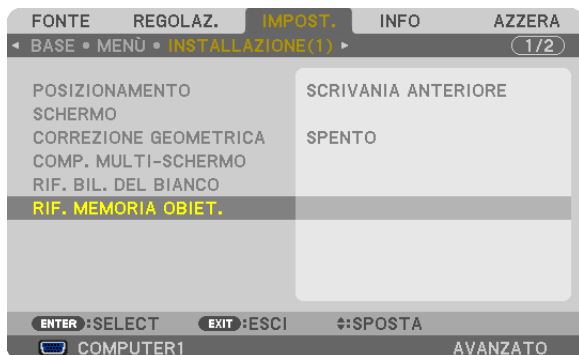 FONTE REGOLAZ. IMPOST. INFO AZZERA
BASE • MENÙ • INSTALLAZIONE(1) 1/2
POSIZIONAMENTO SCRIVANIA ANTERIORE
SCHERMO
CORREZIONE GEOMETRICA SPENTO
COMP. MULTI-SCHERMO
RIF. BIL. DEL BIANCO
RIF. MEMORIA OBIET.
ENTER :SELECT EXIT :ESCI :SPOSTA
COMPUTER1 AVANZATO